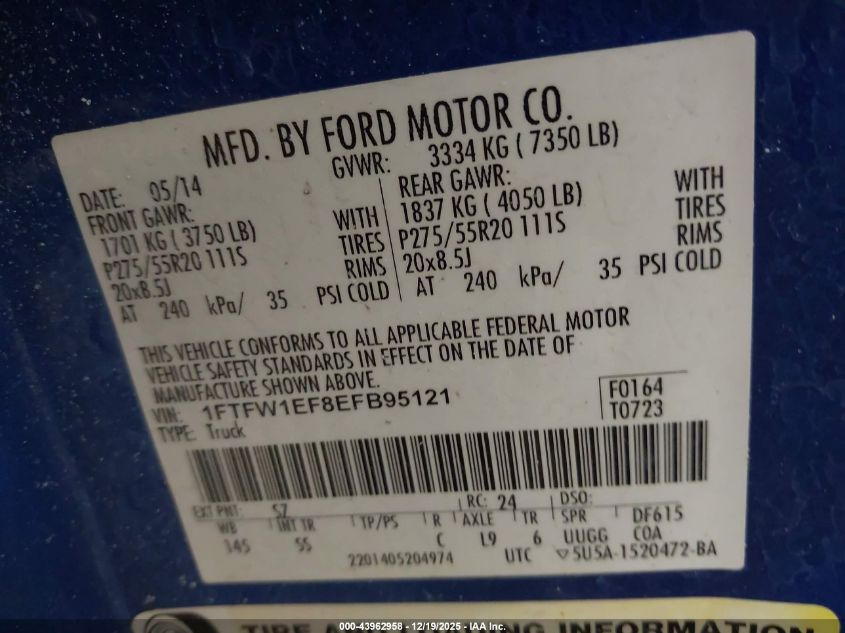 MFD. BY FORD MOTOR CO.
DATE: 05/14 GVWR: 3334 KG ( 7350 LB)
FRONT GAWR: REAR GAWR:
1701 KG ( 3750 LB) WITH 1837 KG ( 4050 LB) WITH
P275/55R20 111S TIRES P275/55R20 111S TIRES
20x8.5J RIMS 20x8.5J RIMS
AT 240 kPa/ 35 PSI COLD AT 240 kPa/ 35 PSI COLD
THIS VEHICLE CONFORMS TO ALL APPLICABLE FEDERAL MOTOR
VEHICLE SAFETY STANDARDS IN EFFECT ON THE DATE OF
MANUFACTURE SHOWN ABOVE.
VIN: 1FTFW1EF8EFB95121 F0164
TYPE: Truck T0723
EXT PNT: SZ RC: 24 DSO:
WB INT TR TP/PS R AXLE TR SPR DF615
145 5S C L9 6 UUGG COA
2201405204974 UTC 5U5A-1520472-BA
000-43962958 - 12/19/2025 - IAA Inc.
INFORMATION